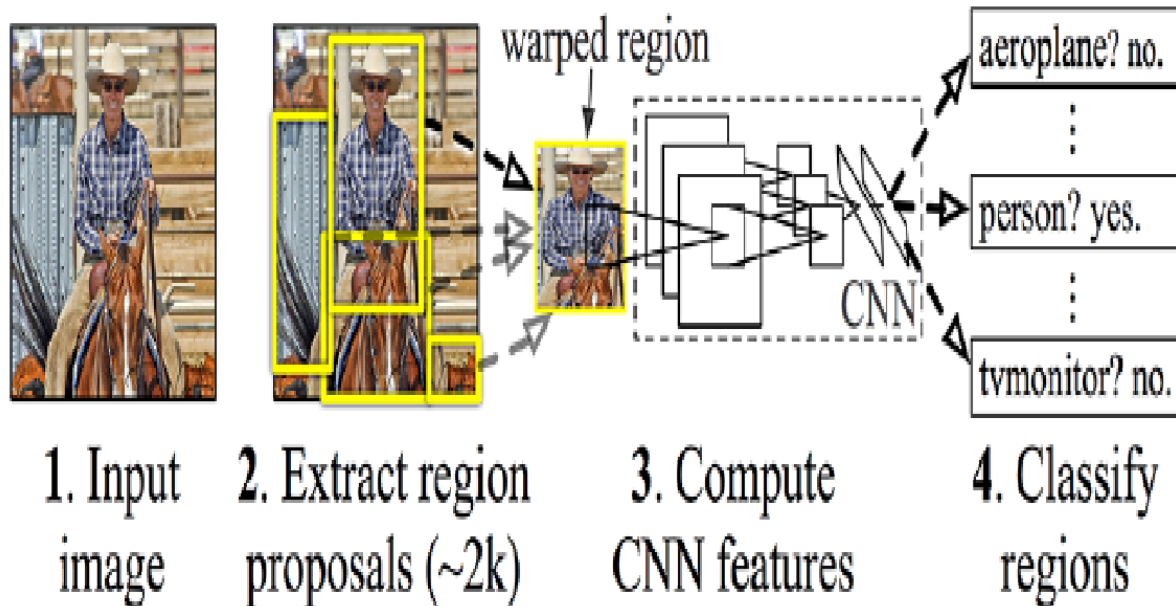 warped region
aeroplane? no.
person? yes.
CNN
tvmonitor? no.
1. Input
image
2. Extract region
proposals (~2k)
3. Compute
CNN features
4. Classify
regions